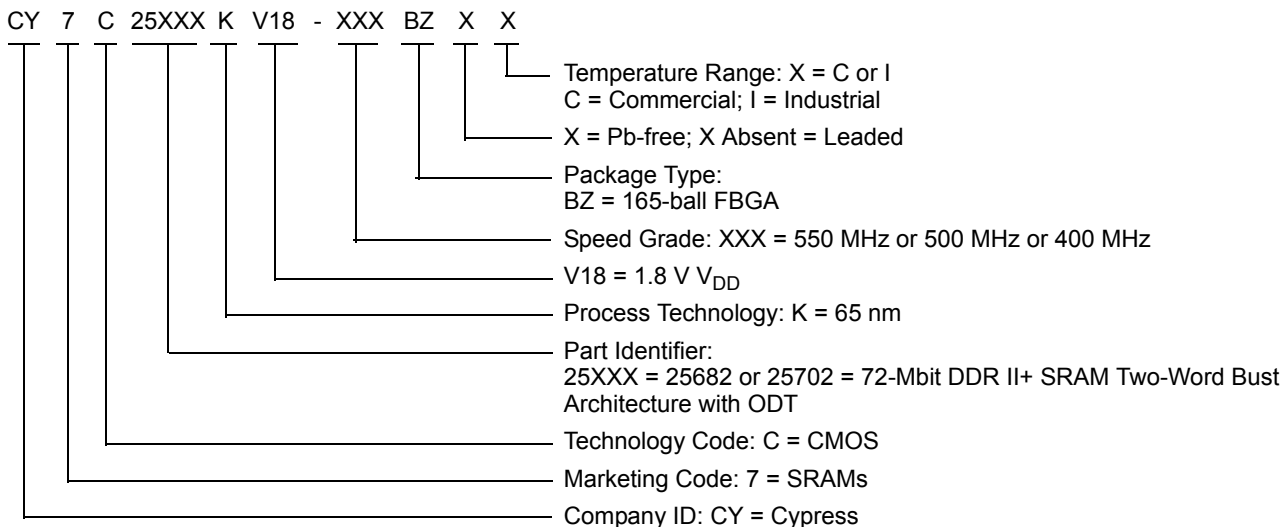 CY 7 C 25XXX K V18 - XXX BZ X X
Temperature Range: X = C or I
C = Commercial; I = Industrial
X = Pb-free; X Absent = Leaded
Package Type:
BZ = 165-ball FBGA
Speed Grade: XXX = 550 MHz or 500 MHz or 400 MHz
V18 = 1.8 V VDD
Process Technology: K = 65 nm
Part Identifier:
25XXX = 25682 or 25702 = 72-Mbit DDR II+ SRAM Two-Word Bust
Architecture with ODT
Technology Code: C = CMOS
Marketing Code: 7 = SRAMs
Company ID: CY = Cypress